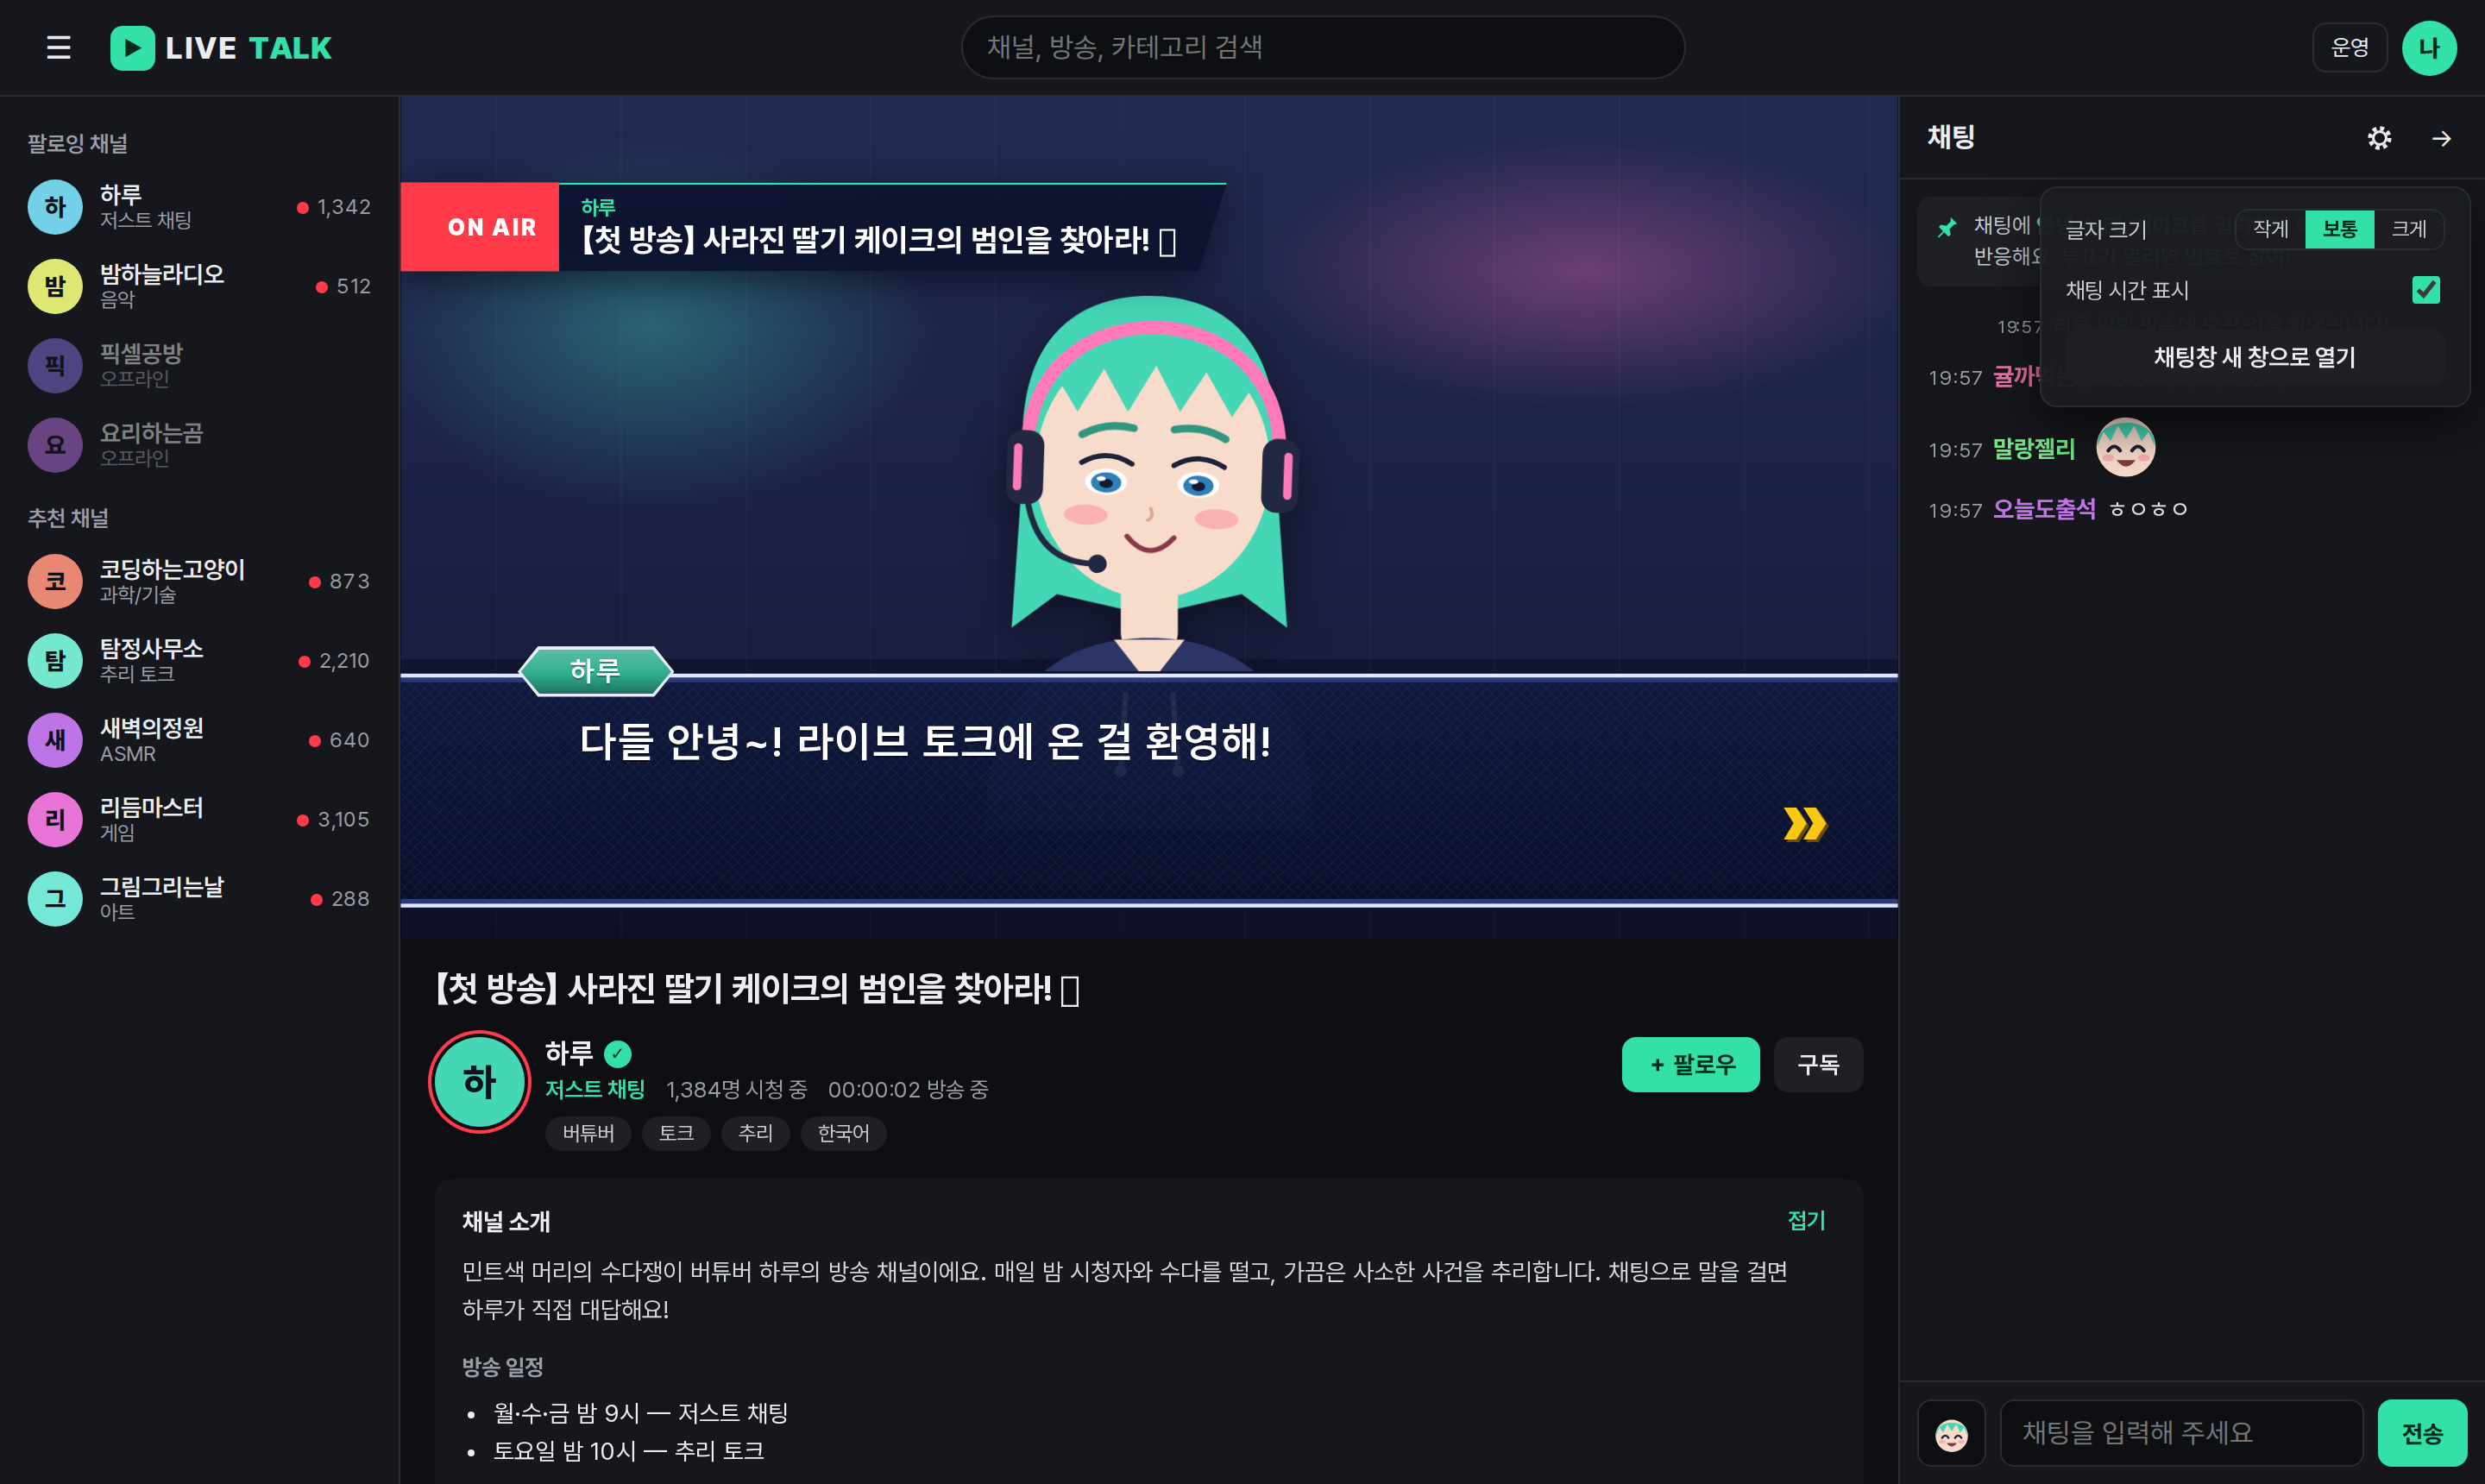 LIVE TALK
채널, 방송, 카테고리 검색
운영
나
팔로잉 채널
하
하루
저스트 채팅
1,342
밤
밤하늘라디오
음악
512
픽
픽셀공방
오프라인
요
요리하는곰
오프라인
추천 채널
코
코딩하는고양이
과학/기술
873
탐
탐정사무소
추리 토크
2,210
새
새벽의정원
ASMR
640
리
리듬마스터
게임
3,105
그
그림그리는날
아트
288
ON AIR
하루
【첫 방송】 사라진 딸기 케이크의 범인을 찾아라!
하루
다들 안녕~! 라이브 토크에 온 걸 환영해!
【첫 방송】 사라진 딸기 케이크의 범인을 찾아라!
하
하루
저스트 채팅 1,384명 시청 중 00:00:02 방송 중
버튜버 토크 추리 한국어
+ 팔로우
구독
채널 소개
접기
민트색 머리의 수다쟁이 버튜버 하루의 방송 채널이에요. 매일 밤 시청자와 수다를 떨고, 가끔은 사소한 사건을 추리합니다. 채팅으로 말을 걸면
하루가 직접 대답해요!
방송 일정
• 월·수·금 밤 9시 — 저스트 채팅
• 토요일 밤 10시 — 추리 토크
채팅
채팅에
반응해요
글자 크기
작게 보통 크게
채팅 시간 표시
채팅창 새 창으로 열기
19:57
19:57 귤까
19:57 말랑젤리
19:57 오늘도출석 ㅎㅇㅎㅇ
채팅을 입력해 주세요
전송